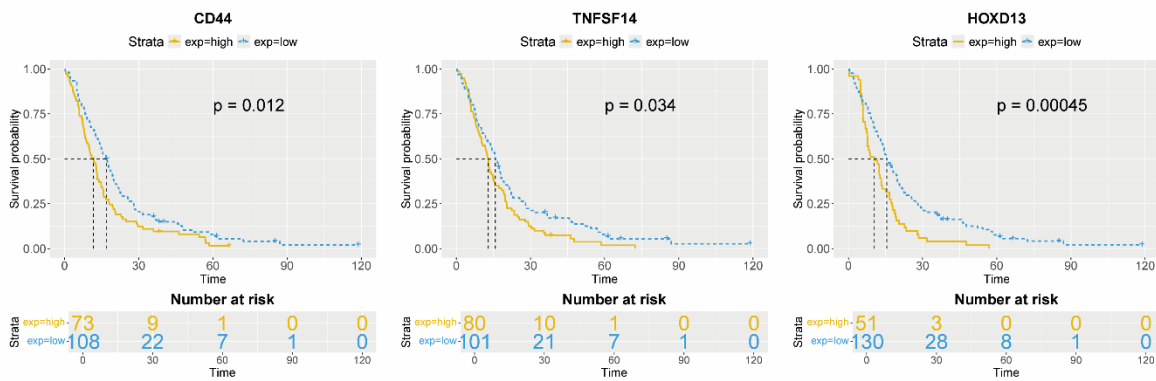 CD44
Strata exp=high exp=low
1.00
0.75
0.50
0.25
0.00
Survival probability
p = 0.012
0 30 60 90 120
Time
Number at risk
Strata
exp=high 73 9 1 0 0
exp=low 108 22 7 1 0
0 30 60 90 120
Time
TNFSF14
Strata exp=high exp=low
1.00
0.75
0.50
0.25
0.00
Survival probability
p = 0.034
0 30 60 90 120
Time
Number at risk
Strata
exp=high 80 10 1 0 0
exp=low 101 21 7 1 0
0 30 60 90 120
Time
HOXD13
Strata exp=high exp=low
1.00
0.75
0.50
0.25
0.00
Survival probability
p = 0.00045
0 30 60 90 120
Time
Number at risk
Strata
exp=high 51 3 0 0 0
exp=low 130 28 8 1 0
0 30 60 90 120
Time